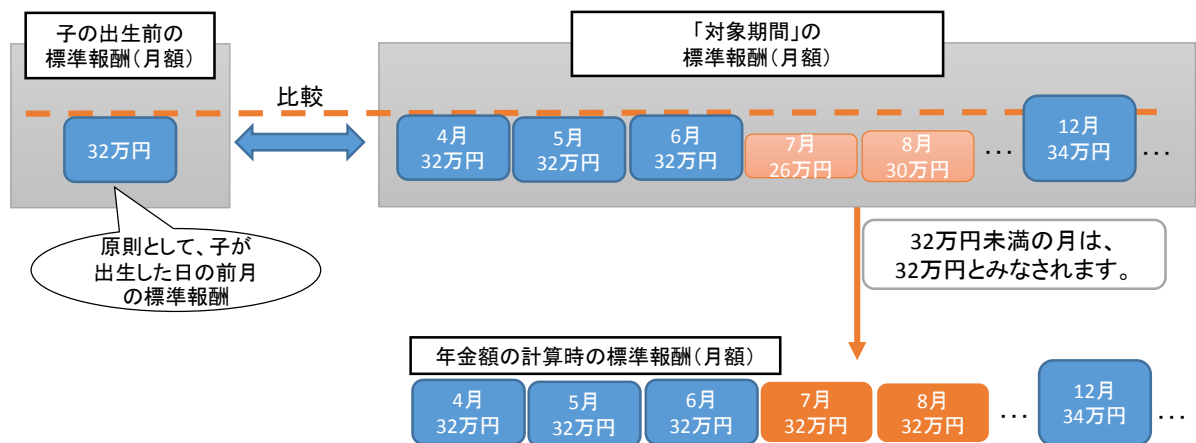 子の出生前の
標準報酬（月額）
「対象期間」の
標準報酬（月額）
比較
32万円
4月
32万円
5月
32万円
6月
32万円
7月
26万円
8月
30万円
…
12月
34万円
…
原則として、子が
出生した日の前月
の標準報酬
32万円未満の月は、
32万円とみなされます。
年金額の計算時の標準報酬（月額）
4月
32万円
5月
32万円
6月
32万円
7月
32万円
8月
32万円
…
12月
34万円
…